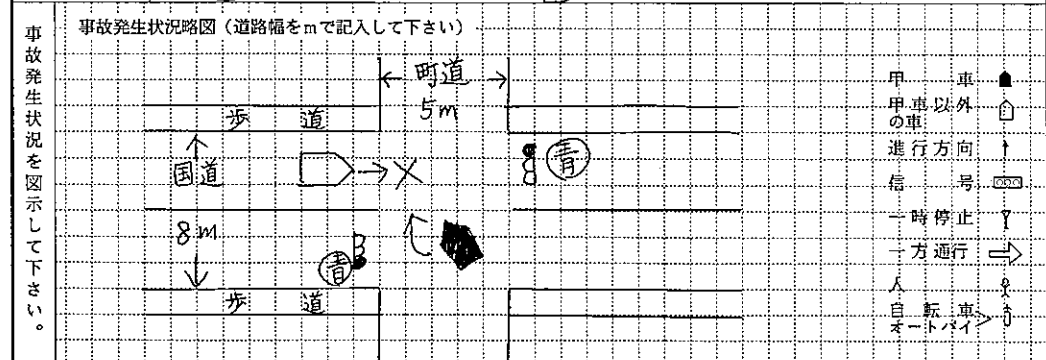 事故発生状況を図示して下さい。
事故発生状況略図（道路幅をmで記入して下さい）
町道
5m
歩道
国道
青
8m
青
歩道
甲車
甲車以外の車
進行方向
信号
一時停止
一方通行
人
自転車
オートバイ